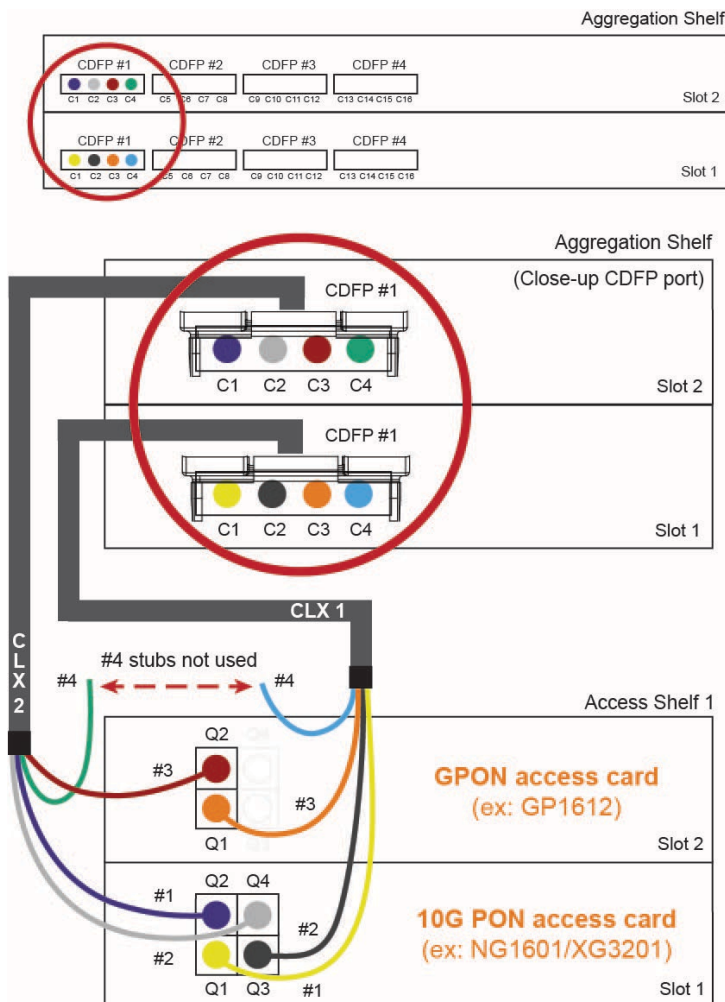 Aggregation Shelf
CDFP #1 CDFP #2 CDFP #3 CDFP #4
C1 C2 C3 C4 C5 C6 C7 C8 C9 C10 C11 C12 C13 C14 C15 C16
Slot 2
CDFP #1 CDFP #2 CDFP #3 CDFP #4
C1 C2 C3 C4 C5 C6 C7 C8 C9 C10 C11 C12 C13 C14 C15 C16
Slot 1
Aggregation Shelf
(Close-up CDFP port)
CDFP #1
C1 C2 C3 C4
Slot 2
CDFP #1
C1 C2 C3 C4
Slot 1
CLX 1
CLX 2
#4 stubs not used
#4 #4
Access Shelf 1
Q2
#3
GPON access card
(ex: GP1612)
#3
Q1
Slot 2
#1
Q2 Q4
10G PON access card
(ex: NG1601/XG3201)
#2
#2
Q1 Q3
#1
Slot 1